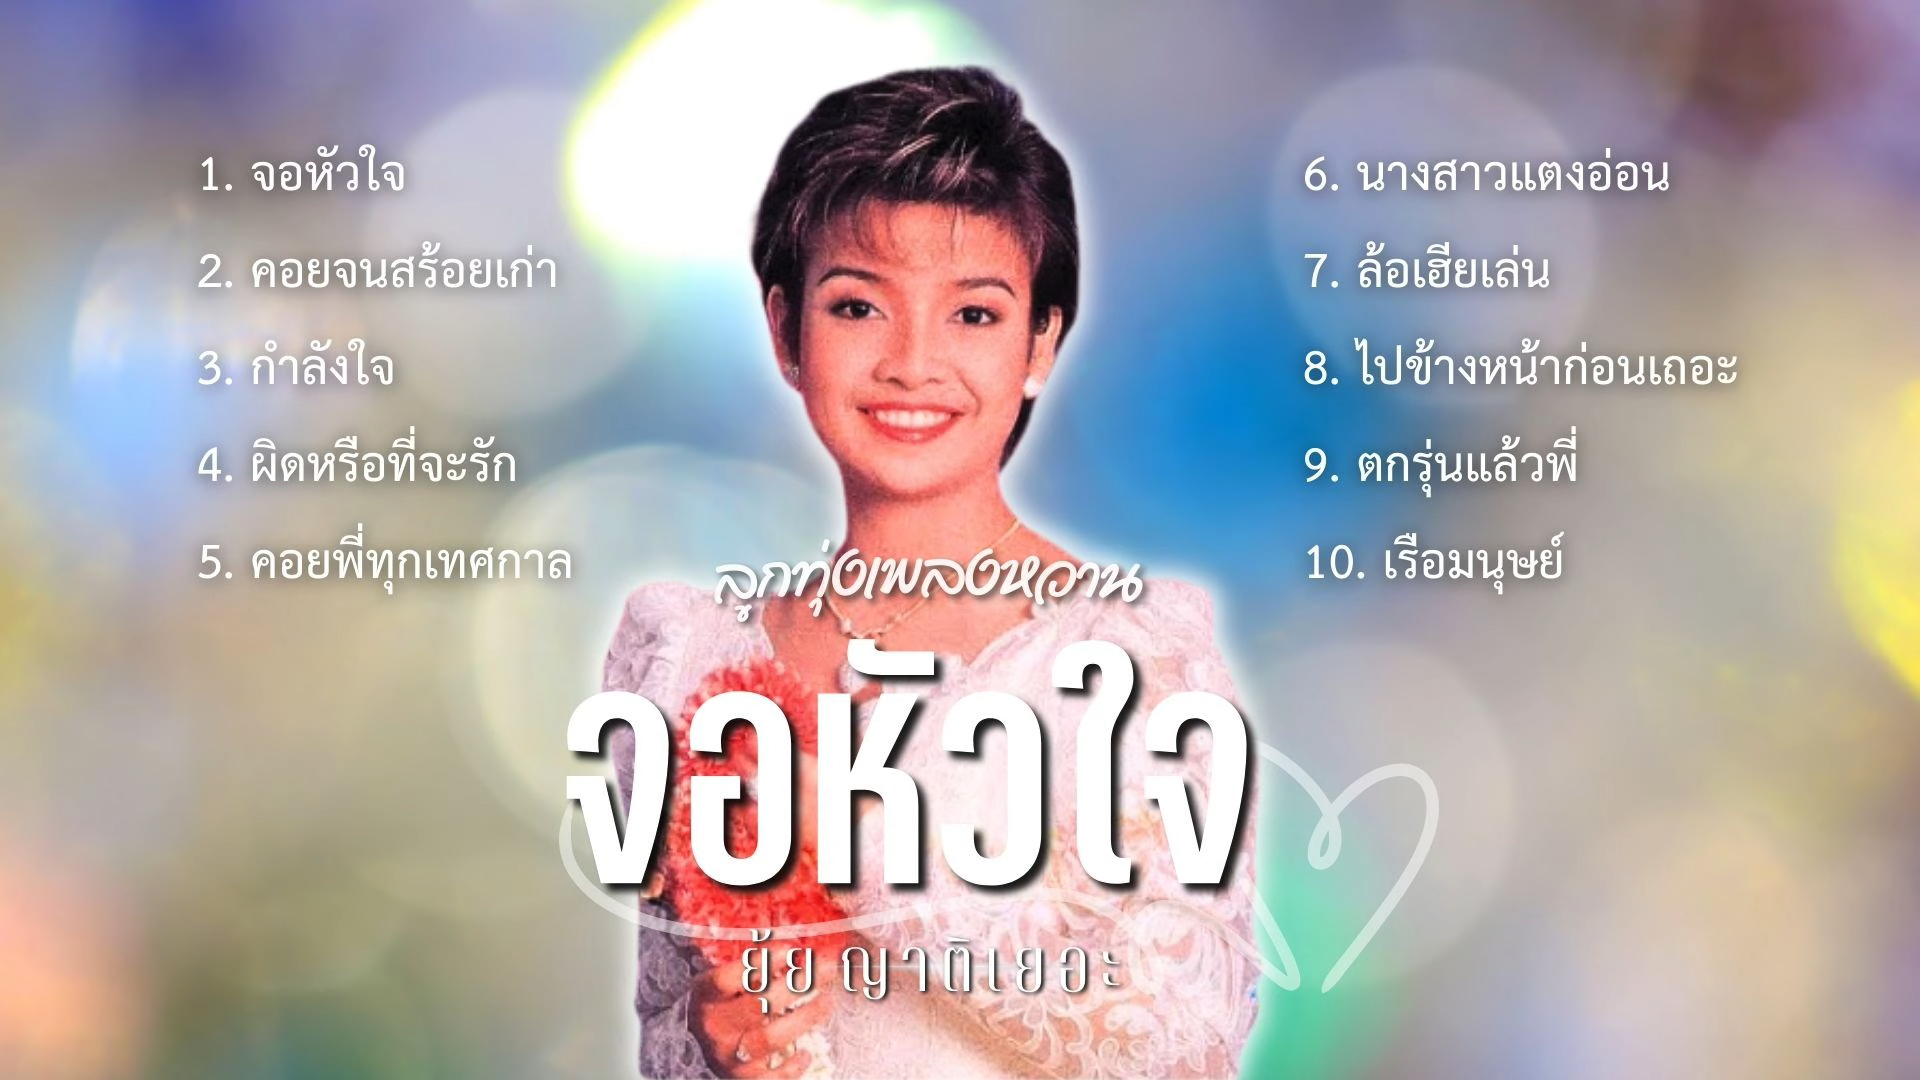 1. จอหัวใจ
2. คอยจนสร้อยเก่า
3. กำลังใจ
4. ผิดหรือที่จะรัก
5. คอยพี่ทุกเทศกาล
6. นางสาวแตงอ่อน
7. ล้อเฮียเล่น
8. ไปข้างหน้าก่อนเถอะ
9. ตกรุ่นแล้วพี่
10. เรือมนุษย์
ลูกทุ่งเพลงหวาน
จอหัวใจ
ยุ้ย ญาติเยอะ